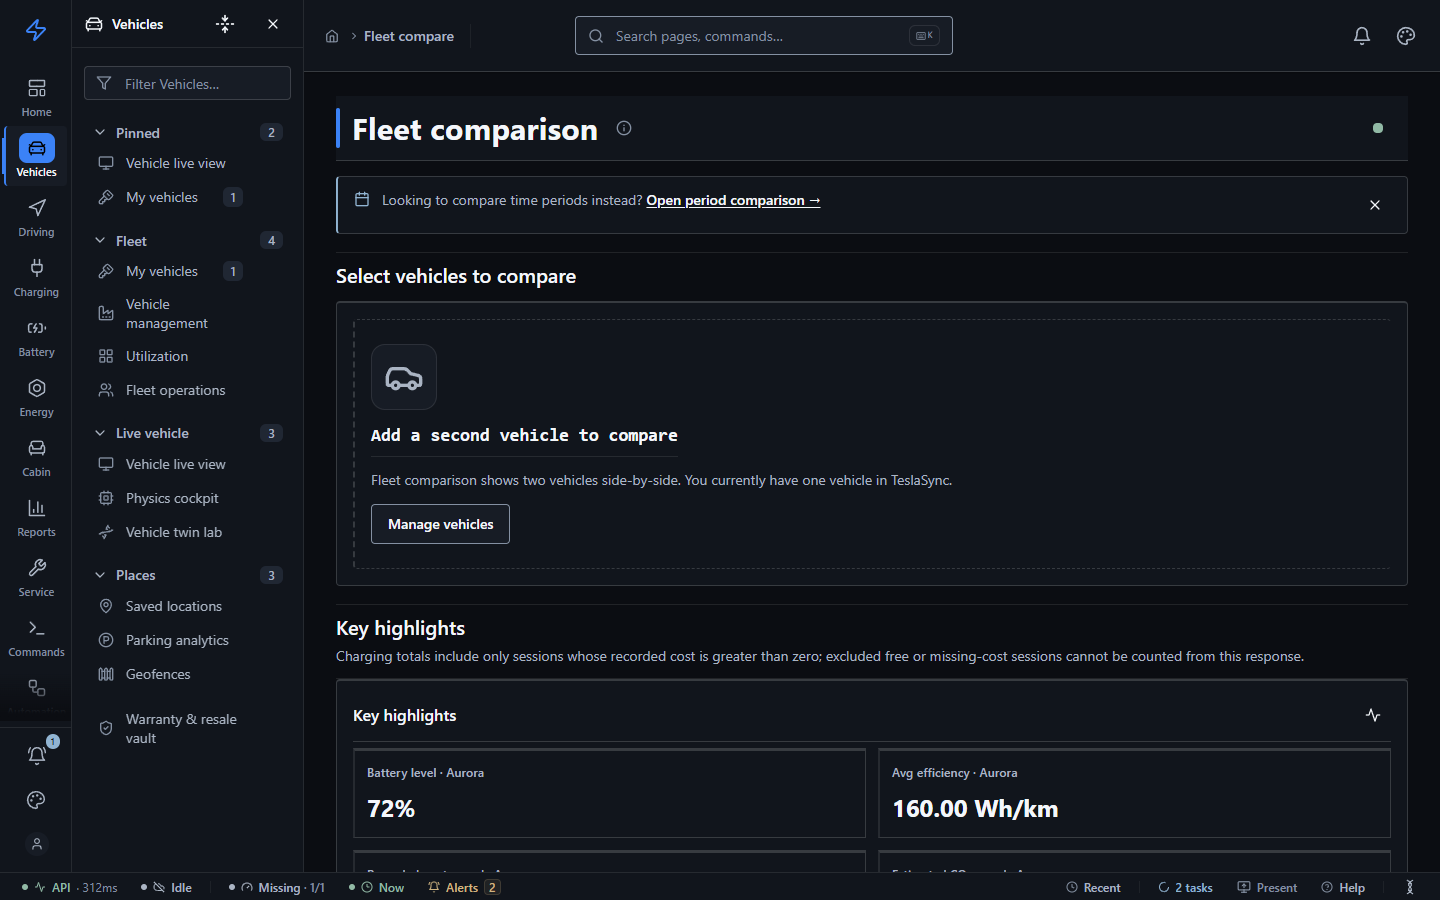 Vehicles
Fleet compare
Search pages, commands...
K
Filter Vehicles...
Home
Vehicles
Driving
Charging
Battery
Energy
Cabin
Reports
Service
Commands
1
Pinned 2
Vehicle live view
My vehicles 1
Fleet 4
My vehicles 1
Vehicle
management
Utilization
Fleet operations
Live vehicle 3
Vehicle live view
Physics cockpit
Vehicle twin lab
Places 3
Saved locations
Parking analytics
Geofences
Warranty & resale
vault
Fleet comparison
Looking to compare time periods instead? Open period comparison →
Select vehicles to compare
Add a second vehicle to compare
Fleet comparison shows two vehicles side-by-side. You currently have one vehicle in TeslaSync.
Manage vehicles
Key highlights
Charging totals include only sessions whose recorded cost is greater than zero; excluded free or missing-cost sessions cannot be counted from this response.
Key highlights
Battery level · Aurora
72%
Avg efficiency · Aurora
160.00 Wh/km
API · 312ms
Idle
Missing · 1/1
Now
Alerts 2
Recent
2 tasks
Present
Help